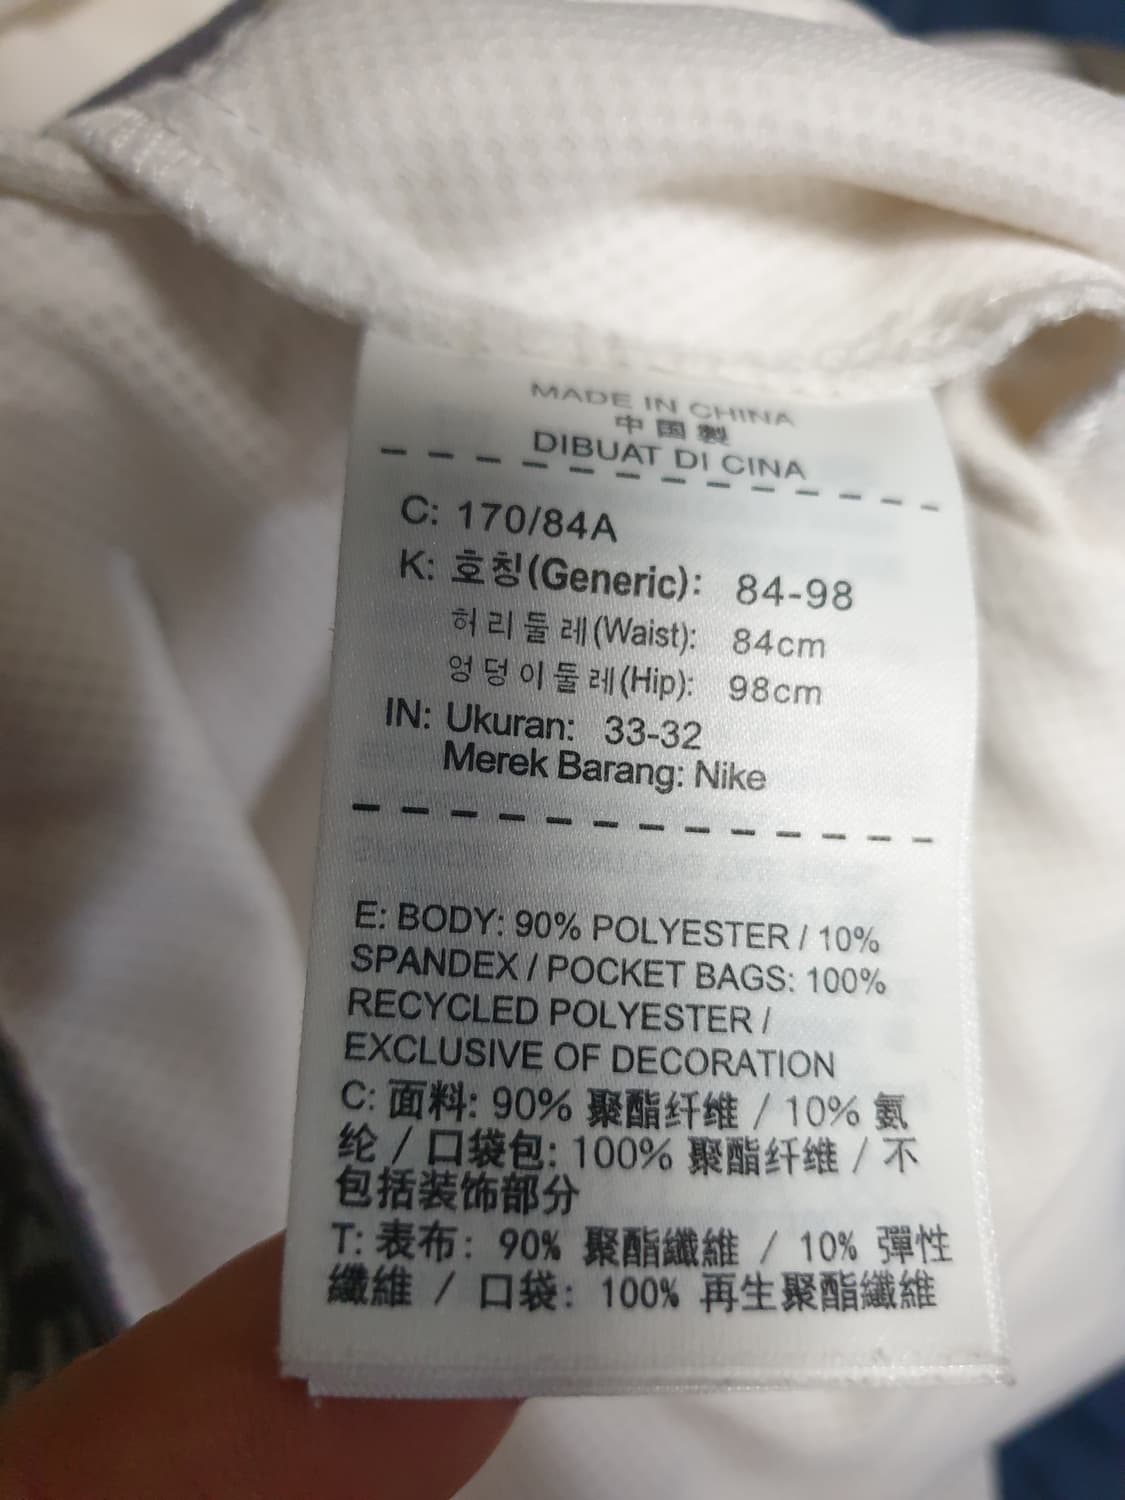 MADE IN CHINA
中国製
DIBUAT DI CINA
C: 170/84A
K: 호칭(Generic): 84-98
허리둘레(Waist): 84cm
엉덩이둘레(Hip): 98cm
IN: Ukuran: 33-32
Merek Barang: Nike
E: BODY: 90% POLYESTER / 10%
SPANDEX / POCKET BAGS: 100%
RECYCLED POLYESTER /
EXCLUSIVE OF DECORATION
C: 面料: 90% 聚酯纤维 / 10% 氨
纶 / 口袋包: 100% 聚酯纤维 / 不
包括装饰部分
T: 表布: 90% 聚酯纖維 / 10% 彈性
纖維 / 口袋: 100% 再生聚酯纖維